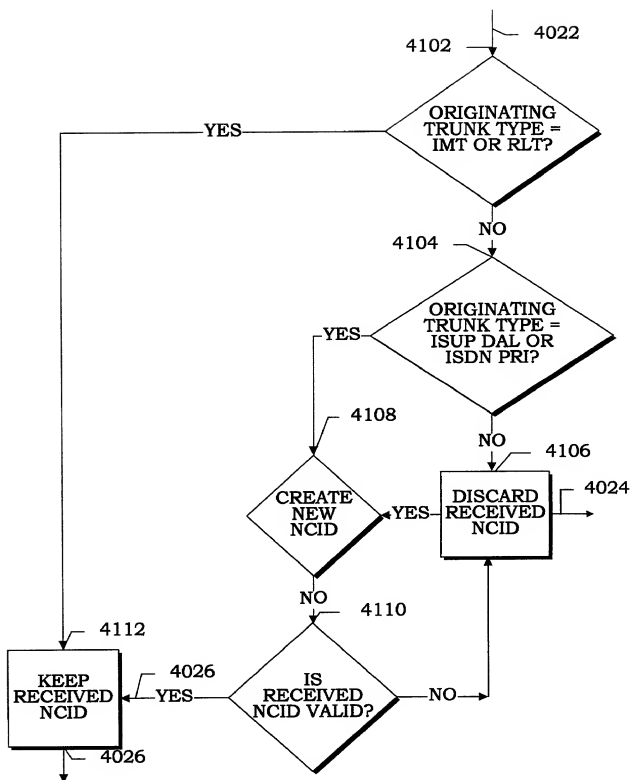 4022
4102
ORIGINATING
TRUNK TYPE =
IMT OR RLT?
YES
NO
4104
ORIGINATING
TRUNK TYPE =
ISUP DAL OR
ISDN PRI?
YES
NO
4108
4106
CREATE
NEW
NCID
YES
DISCARD
RECEIVED
NCID
4024
NO
4110
4112
KEEP
RECEIVED
NCID
4026
YES
IS
RECEIVED
NCID VALID?
NO
4026